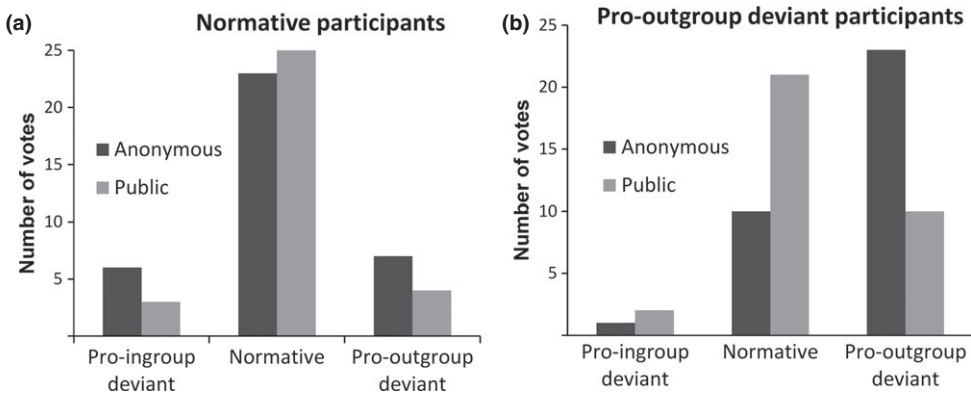 (a)
Normative participants
25
20
15
10
5
Number of votes
Anonymous
Public
Pro-ingroup
deviant
Normative
Pro-outgroup
deviant
(b)
Pro-outgroup deviant participants
25
20
15
10
5
Number of votes
Anonymous
Public
Pro-ingroup
deviant
Normative
Pro-outgroup
deviant